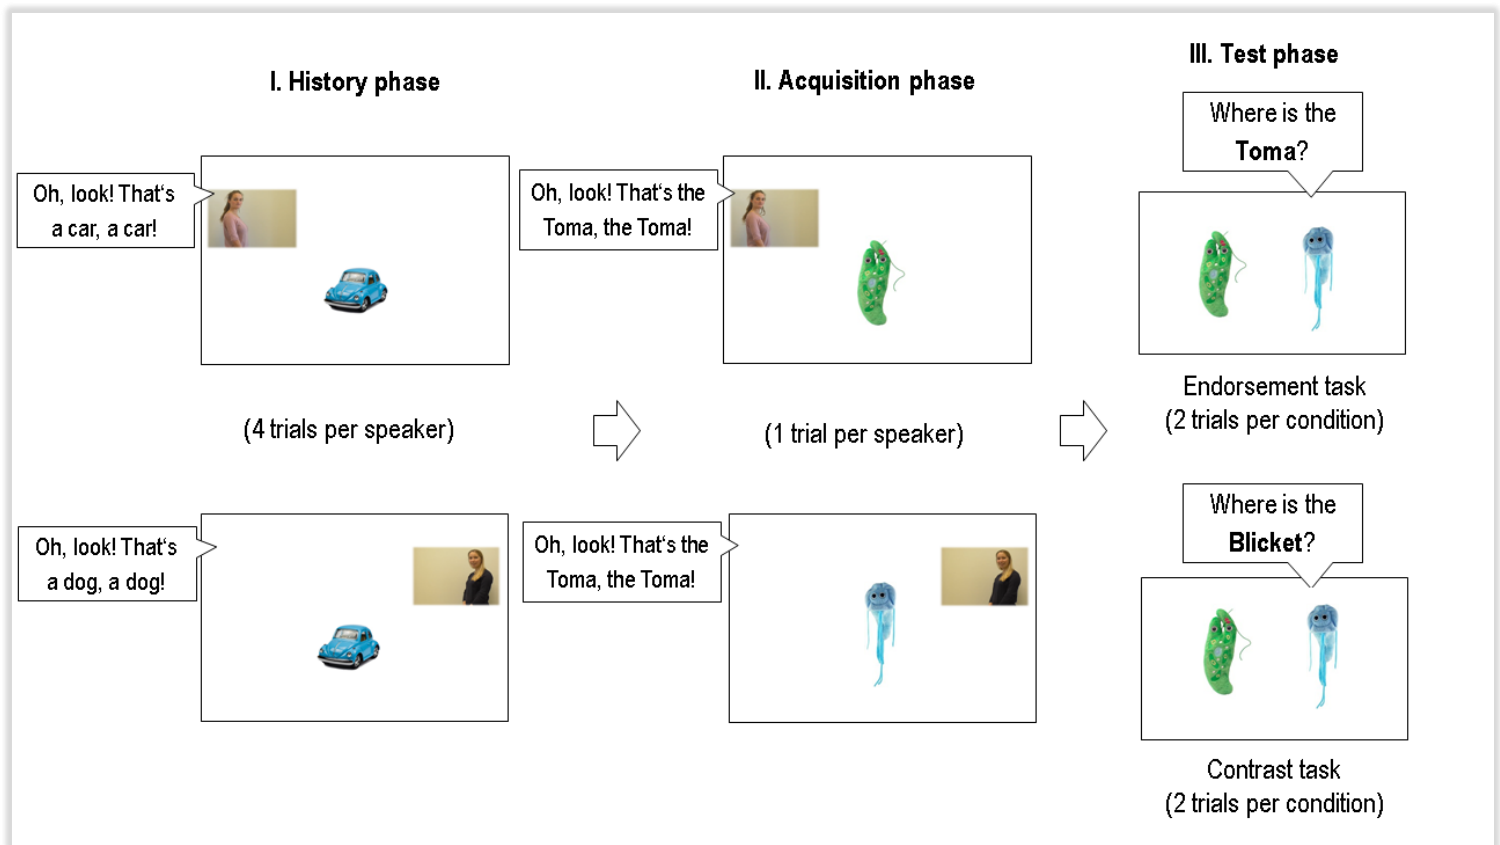 I. History phase
Oh, look! That‘s
a car, a car!
(4 trials per speaker)
Oh, look! That‘s
a dog, a dog!
II. Acquisition phase
Oh, look! That‘s the
Toma, the Toma!
(1 trial per speaker)
Oh, look! That‘s the
Toma, the Toma!
III. Test phase
Where is the
Toma?
Endorsement task
(2 trials per condition)
Where is the
Blicket?
Contrast task
(2 trials per condition)